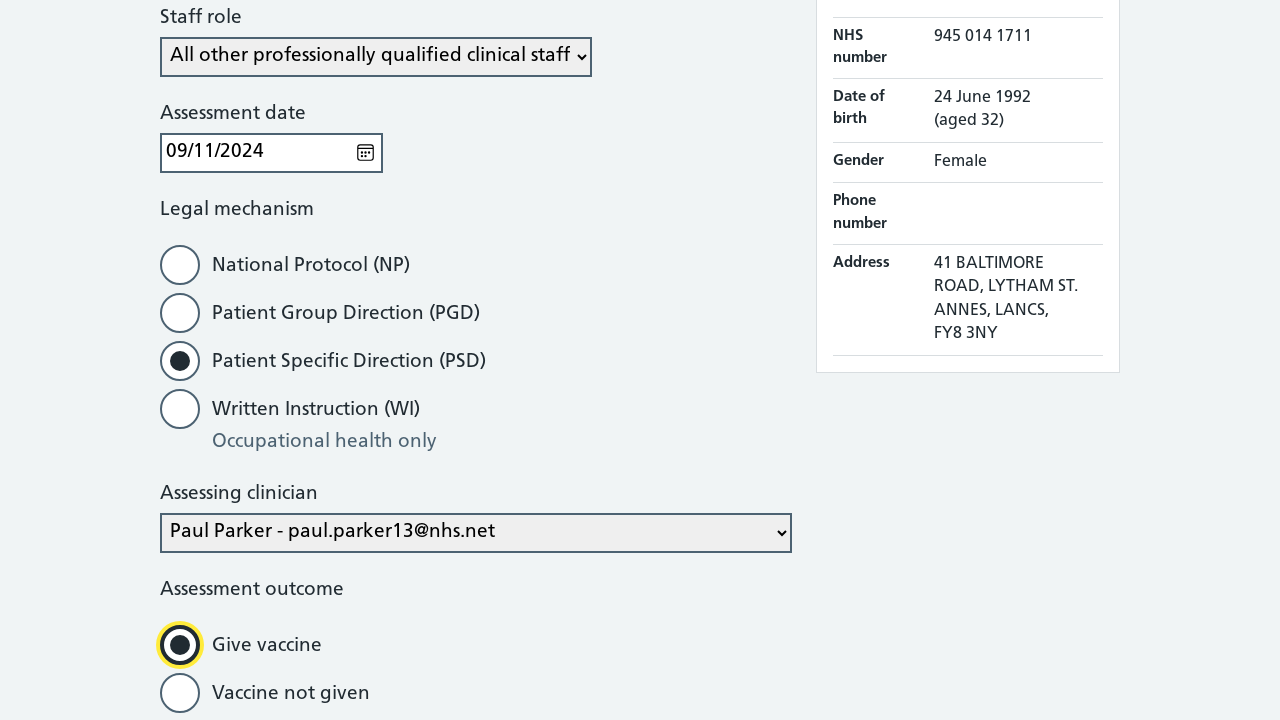 Staff role
All other professionally qualified clinical staff
Assessment date
09/11/2024
Legal mechanism
National Protocol (NP)
Patient Group Direction (PGD)
Patient Specific Direction (PSD)
Written Instruction (WI)
Occupational health only
Assessing clinician
Paul Parker - paul.parker13@nhs.net
Assessment outcome
Give vaccine
Vaccine not given
NHS number
945 014 1711
Date of birth
24 June 1992
(aged 32)
Gender
Female
Phone number
Address
41 BALTIMORE
ROAD, LYTHAM ST.
ANNES, LANCS,
FY8 3NY